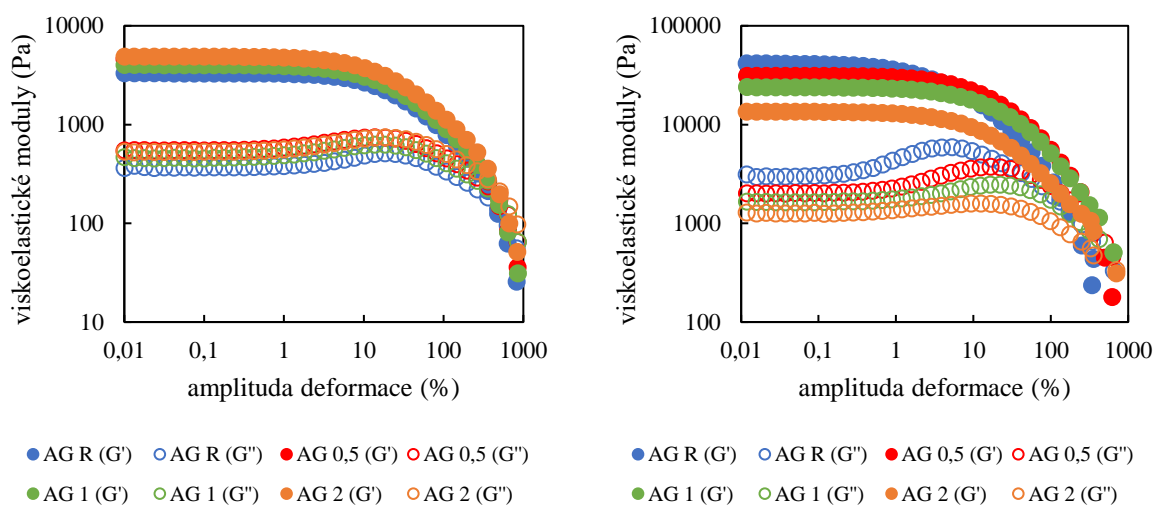 viskoelastické moduly (Pa)
10000
1000
100
10
0,01 0,1 1 10 100 1000
amplituda deformace (%)
AG R (G') AG R (G'') AG 0,5 (G') AG 0,5 (G'')
AG 1 (G') AG 1 (G'') AG 2 (G') AG 2 (G'')
viskoelastické moduly (Pa)
100000
10000
1000
100
0,01 0,1 1 10 100 1000
amplituda deformace (%)
AG R (G') AG R (G'') AG 0,5 (G') AG 0,5 (G'')
AG 1 (G') AG 1 (G'') AG 2 (G') AG 2 (G'')